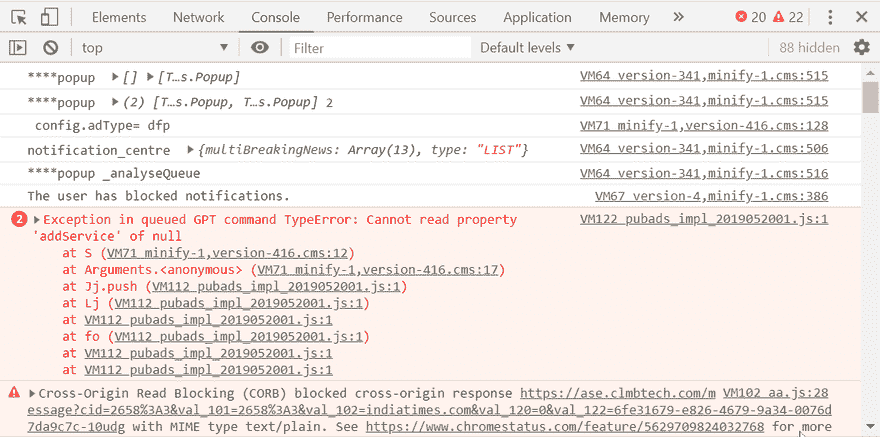 Elements Network Console Performance Sources Application Memory » 20 22
top Filter Default levels 88 hidden
****popup [] [T…s.Popup] VM64 version-341,minify-1.cms:515
****popup (2) [T…s.Popup, T…s.Popup] 2 VM64 version-341,minify-1.cms:515
config.adType= dfp VM71 minify-1,version-416.cms:128
notification_centre {multiBreakingNews: Array(13), type: "LIST"} VM64 version-341,minify-1.cms:506
****popup _analyseQueue VM64 version-341,minify-1.cms:516
The user has blocked notifications. VM67 version-4,minify-1.cms:386
2 Exception in queued GPT command TypeError: Cannot read property VM122 pubads_impl_2019052001.js:1
'addService' of null
at S (VM71 minify-1,version-416.cms:12)
at Arguments.<anonymous> (VM71 minify-1,version-416.cms:17)
at Jj.push (VM112 pubads_impl_2019052001.js:1)
at Lj (VM112 pubads_impl_2019052001.js:1)
at VM112 pubads_impl_2019052001.js:1
at fo (VM112 pubads_impl_2019052001.js:1)
at VM112 pubads_impl_2019052001.js:1
at VM112 pubads_impl_2019052001.js:1
Cross-Origin Read Blocking (CORB) blocked cross-origin response https://ase.clmbtech.com/m VM102 aa.js:28
essage?cid=2658%3A3&val_101=2658%3A3&val_102=indiatimes.com&val_120=0&val_122=6fe31679-e826-4679-9a34-0076d
7da9c7c-10udg with MIME type text/plain. See https://www.chromestatus.com/feature/5629709824032768 for more